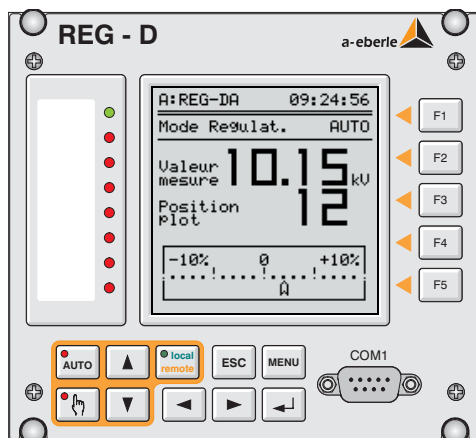 REG - D
a-eberle
A:REG-DA 09:24:56
Mode Regulat. AUTO
Valeur mesure 10.15 kV
Position plot 12
-10% 0 +10%
F1
F2
F3
F4
F5
AUTO
local
remote
ESC
MENU
COM1